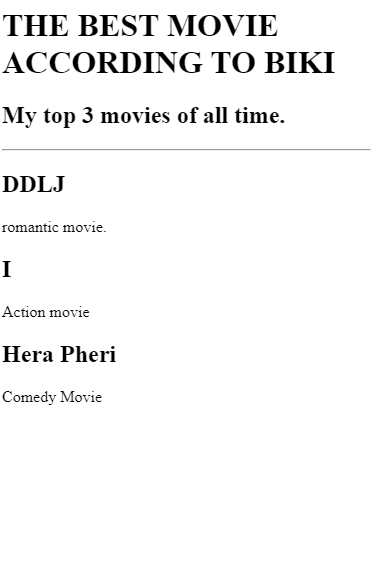 THE BEST MOVIE
ACCORDING TO BIKI
My top 3 movies of all time.
DDLJ
romantic movie.
I
Action movie
Hera Pheri
Comedy Movie